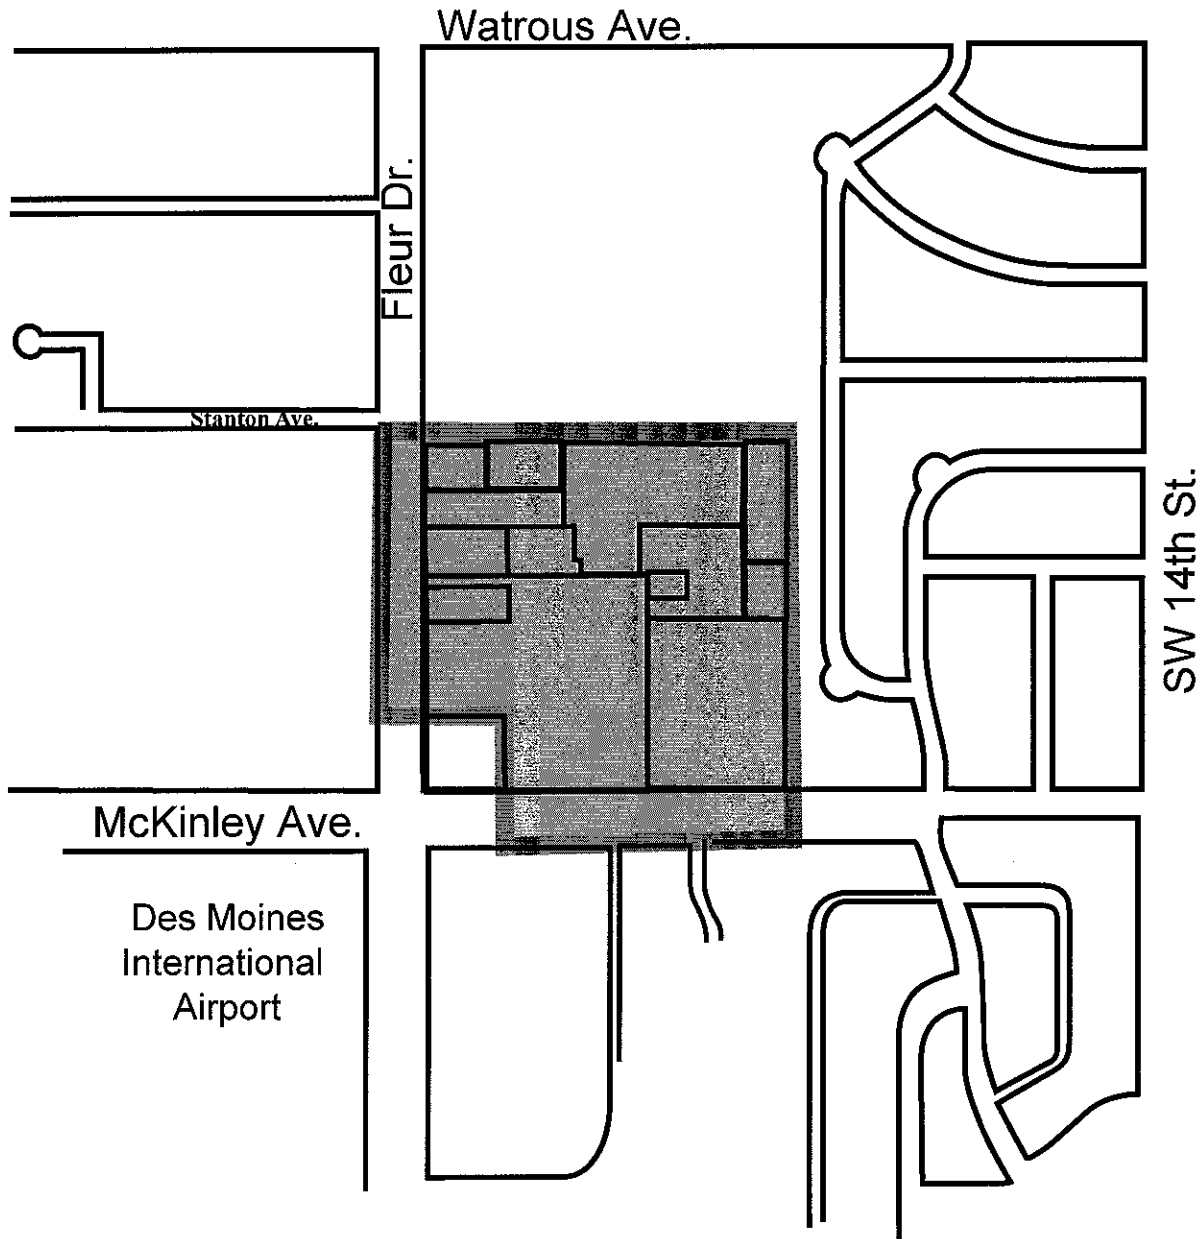 Watrous Ave.
Fleur Dr.
Stanton Ave.
SW 14th St.
McKinley Ave.
Des Moines
International
Airport